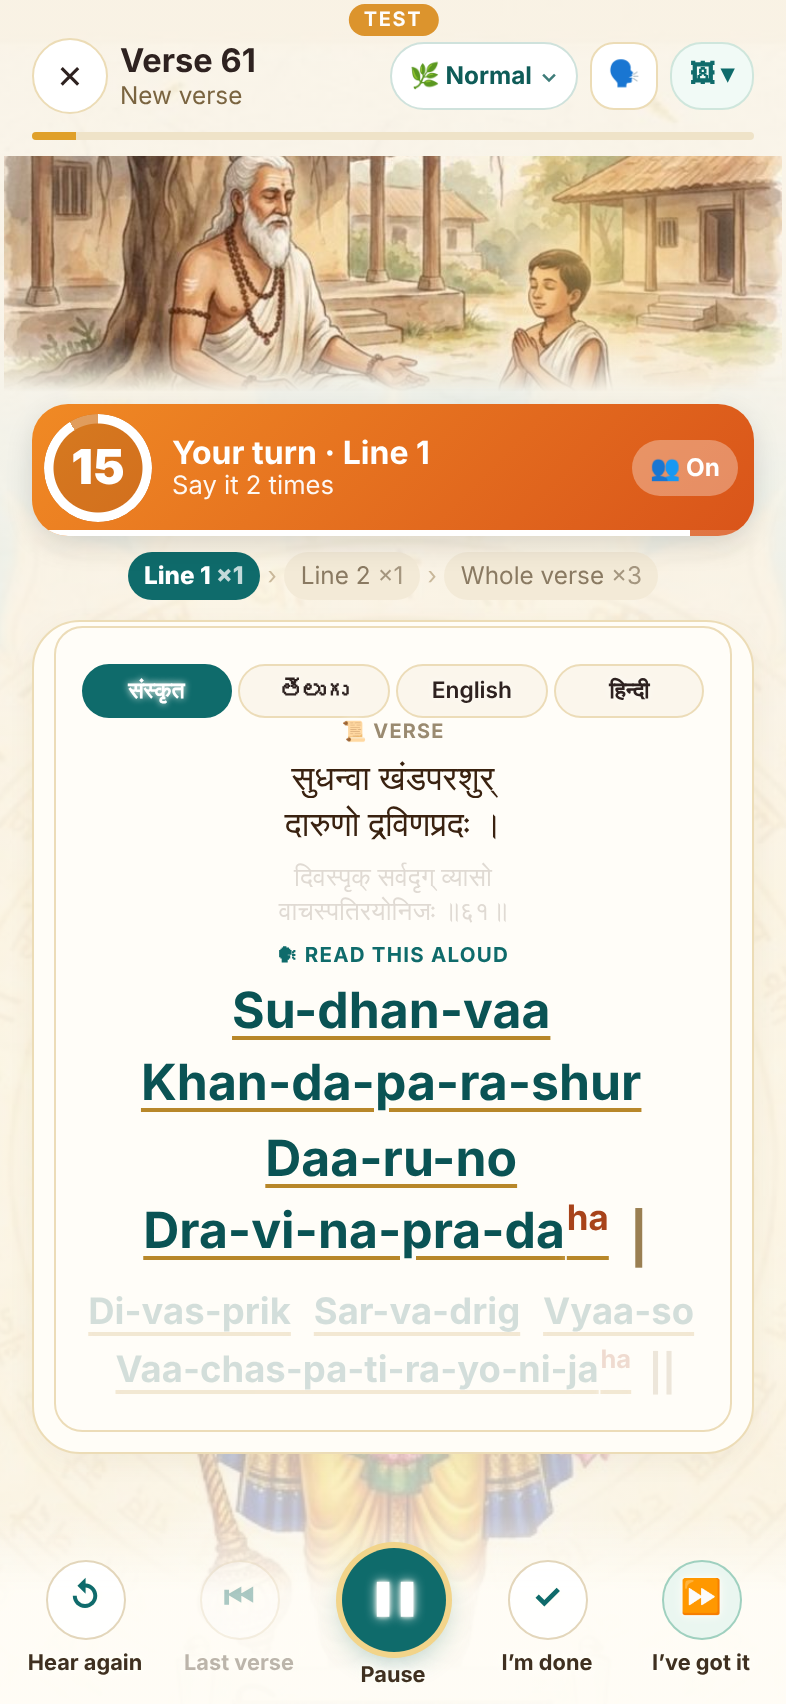 TEST
Verse 61
New verse
🌿 Normal
15
Your turn · Line 1
Say it 2 times
👥 On
Line 1 ×1 › Line 2 ×1 › Whole verse ×3
संस्कृत తెలుగు English हिन्दी
📜 VERSE
सुधन्वा खंडपरशुर्
दारुणो द्रविणप्रदः ।
दिवस्पृक् सर्वदृग् व्यासो
वाचस्पतिरयोनिजः ॥६१॥
🗣 READ THIS ALOUD
Su-dhan-vaa
Khan-da-pa-ra-shur
Daa-ru-no
Dra-vi-na-pra-daha |
Di-vas-prik Sar-va-drig Vyaa-so
Vaa-chas-pa-ti-ra-yo-ni-jaha ||
Hear again Last verse Pause I’m done I’ve got it